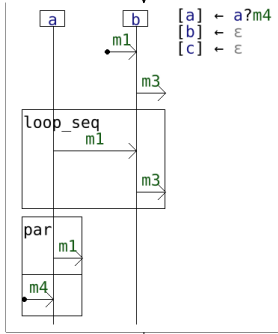 a b
[a] ← a?m4
[b] ← ε
[c] ← ε
m1
m3
loop_seq
m1
m3
par
m1
m4